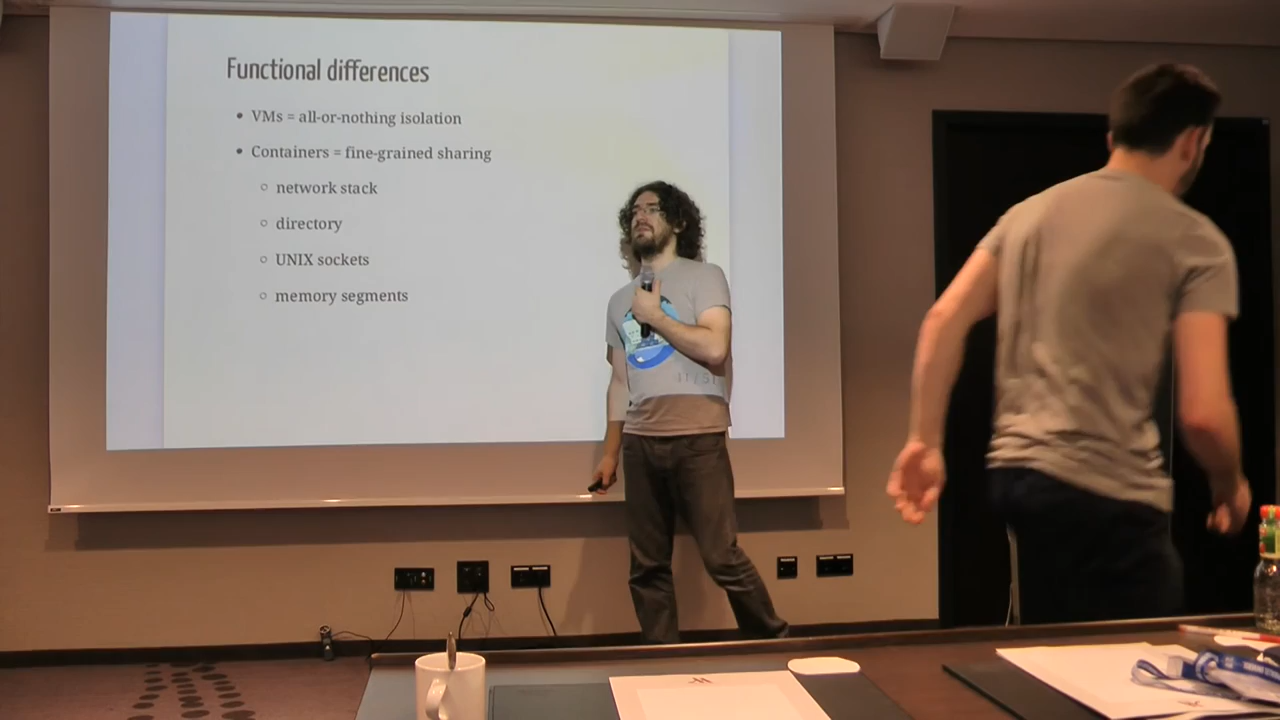 Functional differences
VMs = all-or-nothing isolation
Containers = fine-grained sharing
network stack
directory
UNIX sockets
memory segments